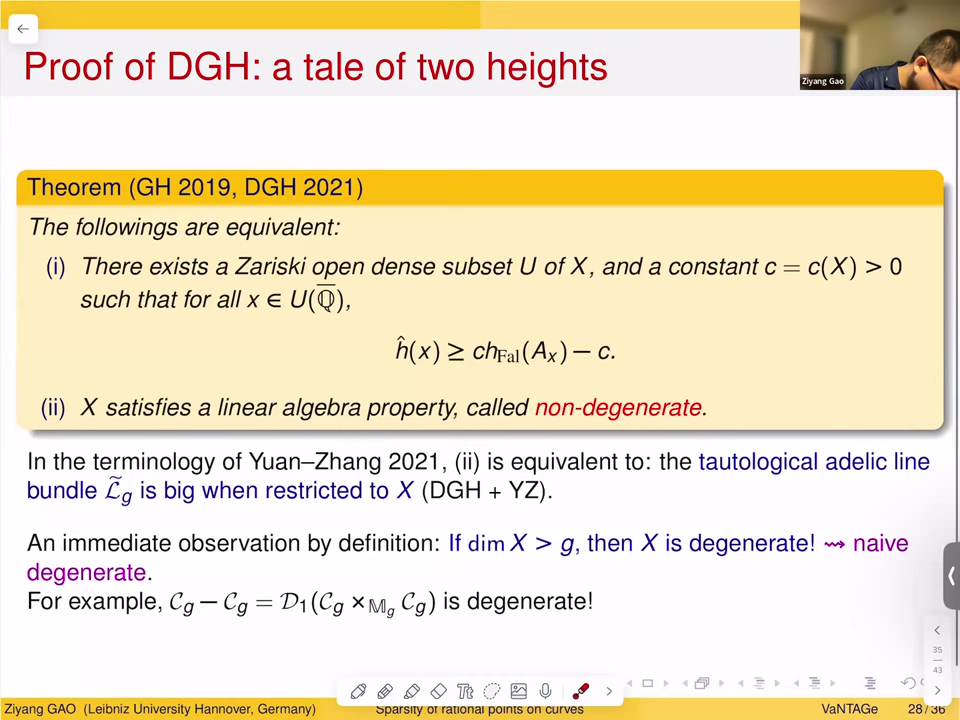 Proof of DGH: a tale of two heights
Ziyang Gao
Theorem (GH 2019, DGH 2021)
The followings are equivalent:
(i) There exists a Zariski open dense subset U of X, and a constant c = c(X) > 0
such that for all x ∈ U(ℚ̅),
ĥ(x) ≥ ch_Fal(A_x) − c.
(ii) X satisfies a linear algebra property, called non-degenerate.
In the terminology of Yuan–Zhang 2021, (ii) is equivalent to: the tautological adelic line
bundle ℒ̃_g is big when restricted to X (DGH + YZ).
An immediate observation by definition: If dim X > g, then X is degenerate! ⇝ naive
degenerate.
For example, 𝒞_g − 𝒞_g = 𝒟_1(𝒞_g ×_{𝕄_g} 𝒞_g) is degenerate!
35
43
Tt
Ziyang GAO (Leibniz University Hannover, Germany)
Sparsity of rational points on curves
VaNTAGe
28 / 36